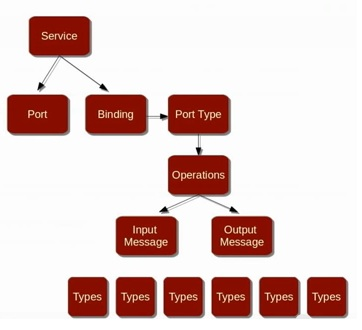 Service
Port
Binding
Port Type
Operations
Input
Message
Output
Message
Types
Types
Types
Types
Types
Types